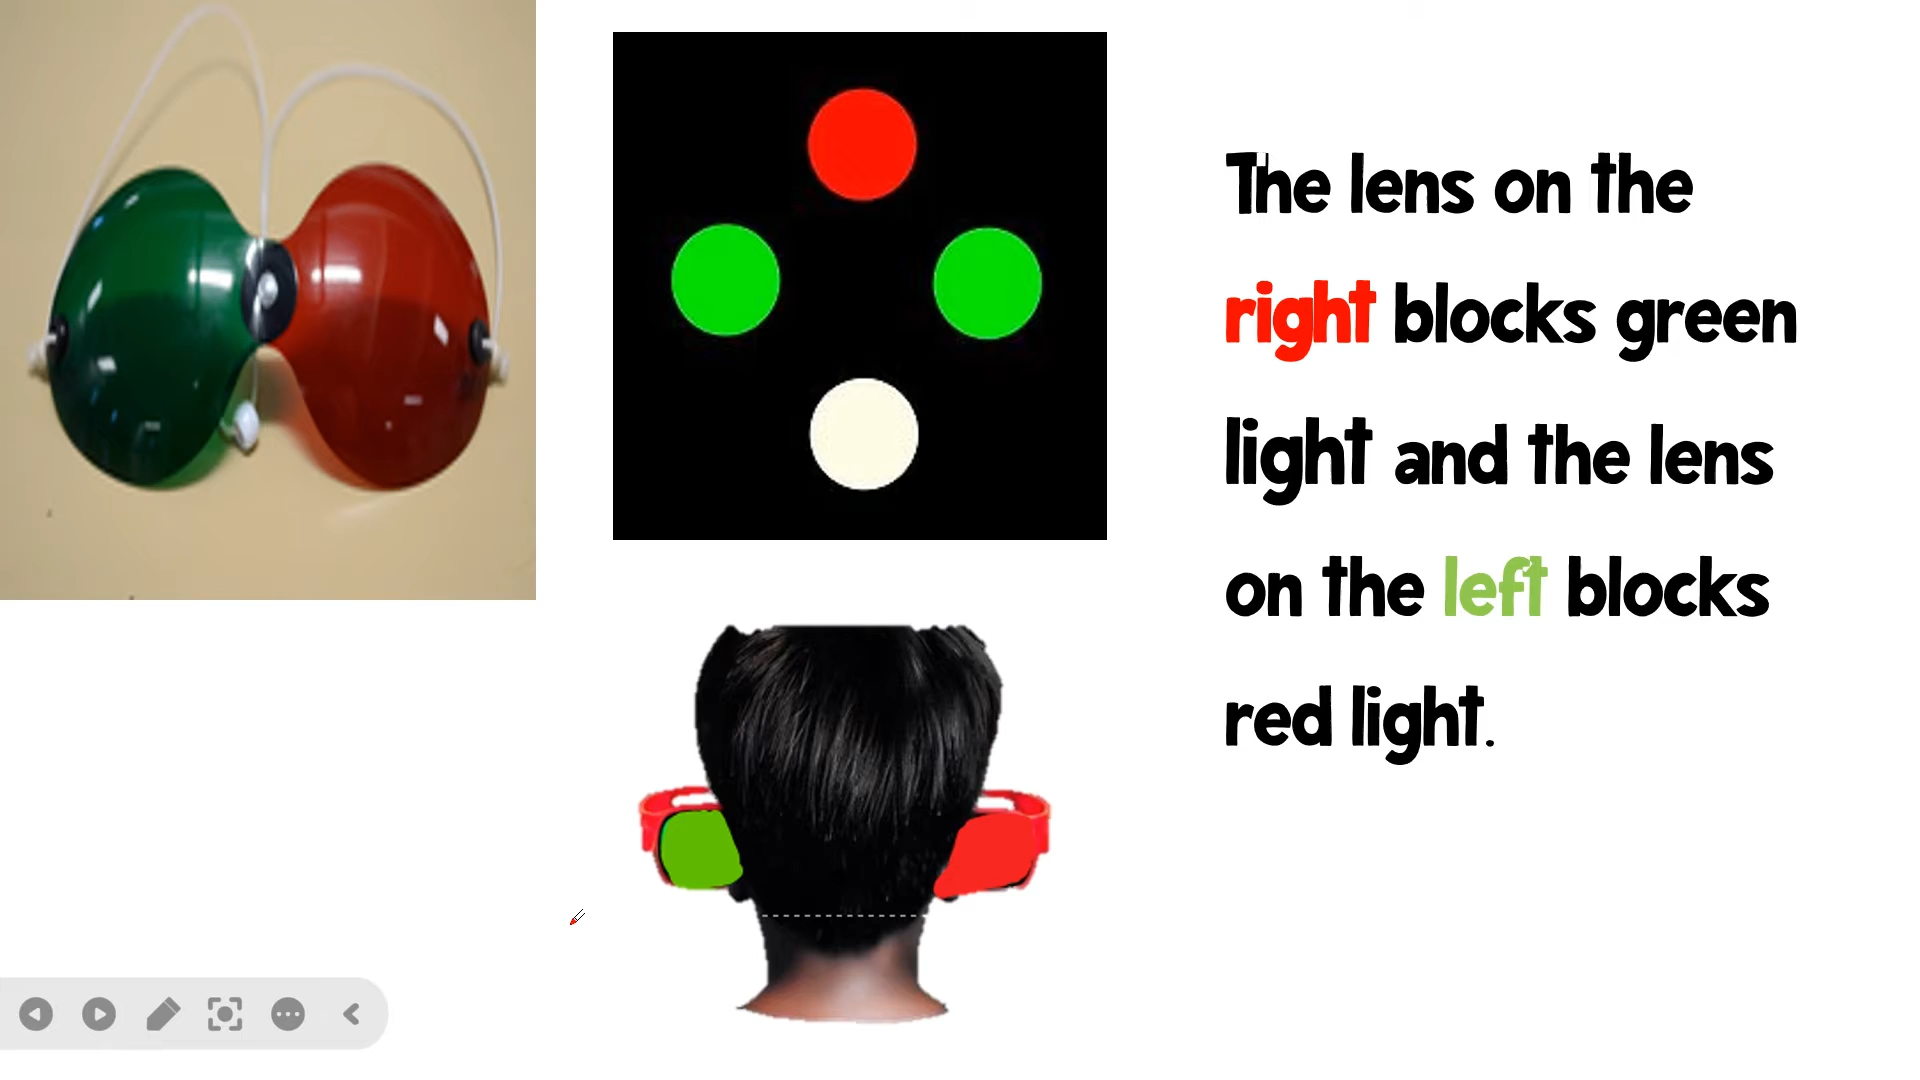 The lens on the
right blocks green
light and the lens
on the left blocks
red light.